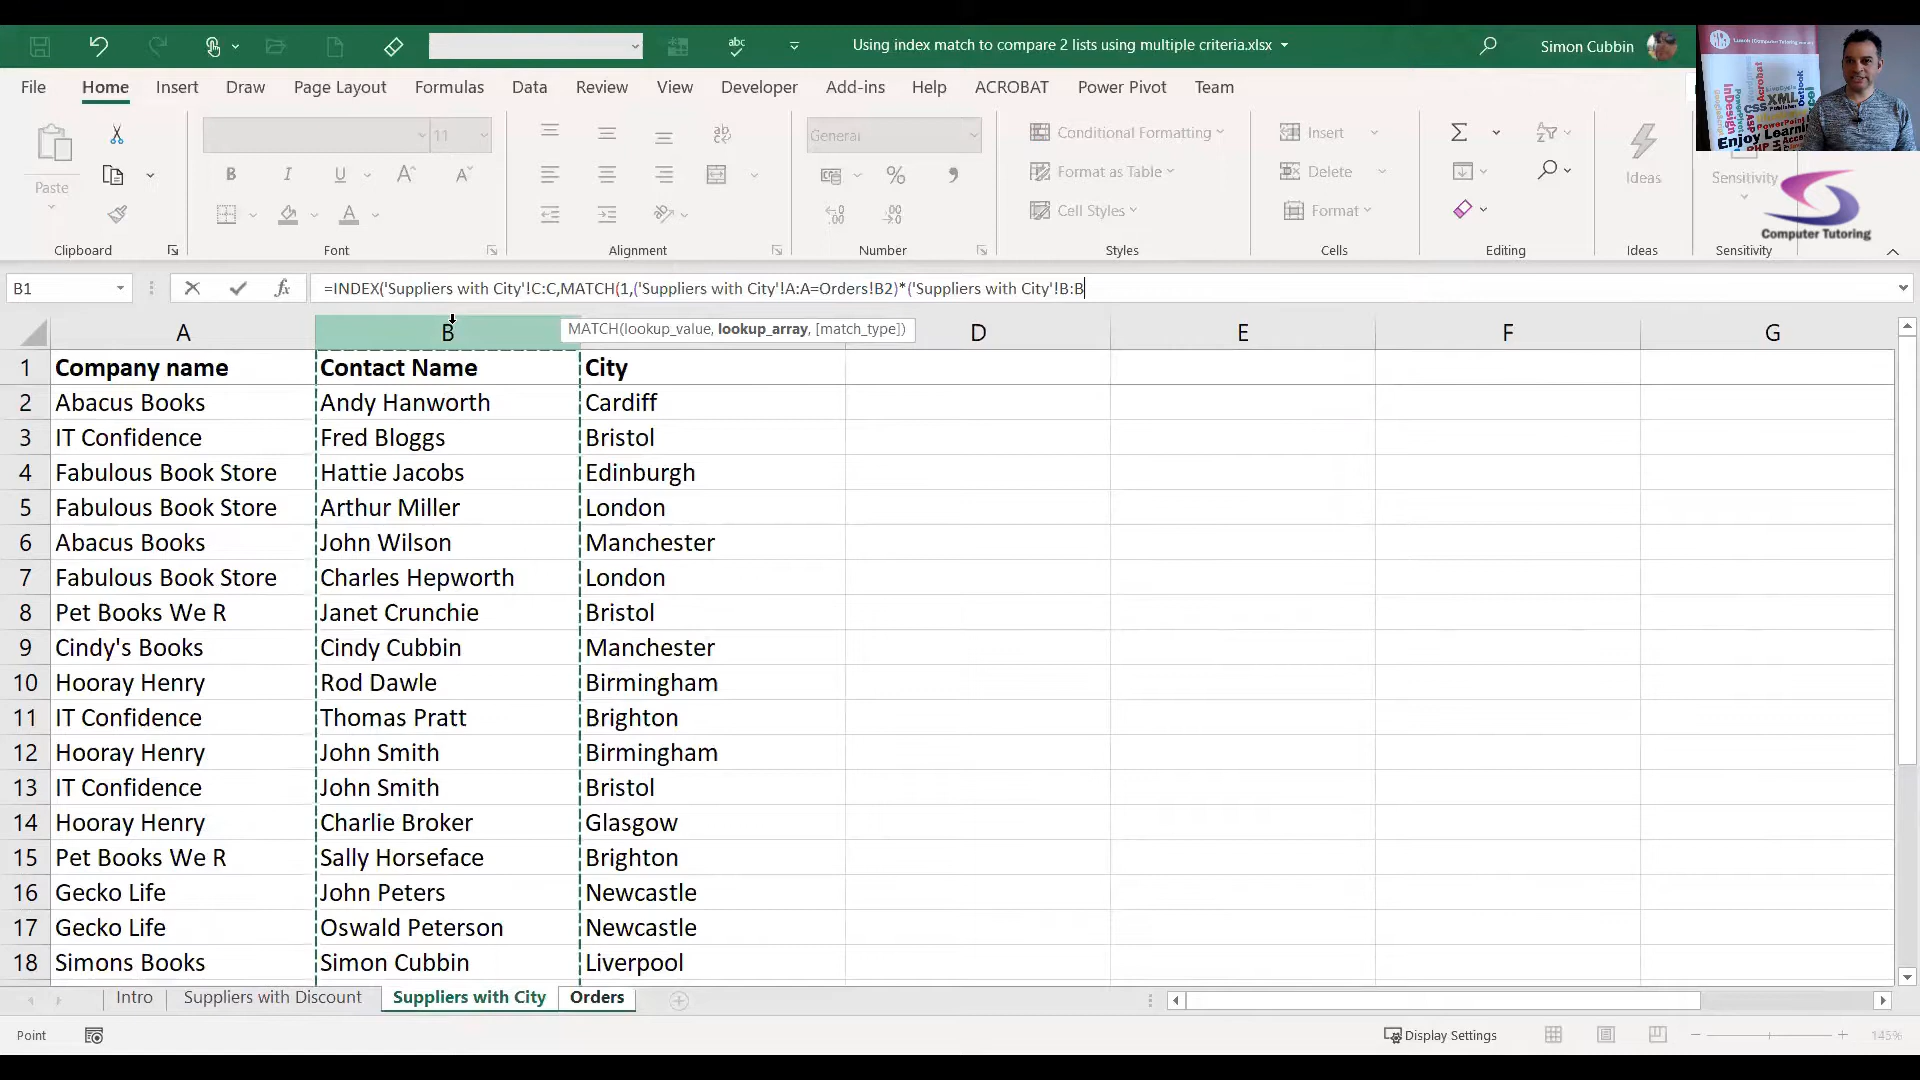 Using index match to compare 2 lists using multiple criteria.xlsx
Simon Cubbin
File Home Insert Draw Page Layout Formulas Data Review View Developer Add-ins Help ACROBAT Power Pivot Team
Paste
Clipboard
11
Font
Alignment
General
Number
Conditional Formatting
Format as Table
Cell Styles
Styles
Insert
Delete
Format
Cells
Editing
Ideas
Ideas
Sensitivity
Sensitivity
Enjoy Learning
Computer Tutoring
B1
=INDEX('Suppliers with City'!C:C,MATCH(1,('Suppliers with City'!A:A=Orders!B2)*('Suppliers with City'!B:B
MATCH(lookup_value, lookup_array, [match_type])
A B D E F G
1 Company name Contact Name City
2 Abacus Books Andy Hanworth Cardiff
3 IT Confidence Fred Bloggs Bristol
4 Fabulous Book Store Hattie Jacobs Edinburgh
5 Fabulous Book Store Arthur Miller London
6 Abacus Books John Wilson Manchester
7 Fabulous Book Store Charles Hepworth London
8 Pet Books We R Janet Crunchie Bristol
9 Cindy's Books Cindy Cubbin Manchester
10 Hooray Henry Rod Dawle Birmingham
11 IT Confidence Thomas Pratt Brighton
12 Hooray Henry John Smith Birmingham
13 IT Confidence John Smith Bristol
14 Hooray Henry Charlie Broker Glasgow
15 Pet Books We R Sally Horseface Brighton
16 Gecko Life John Peters Newcastle
17 Gecko Life Oswald Peterson Newcastle
18 Simons Books Simon Cubbin Liverpool
Intro Suppliers with Discount Suppliers with City Orders
Point
Display Settings
145%